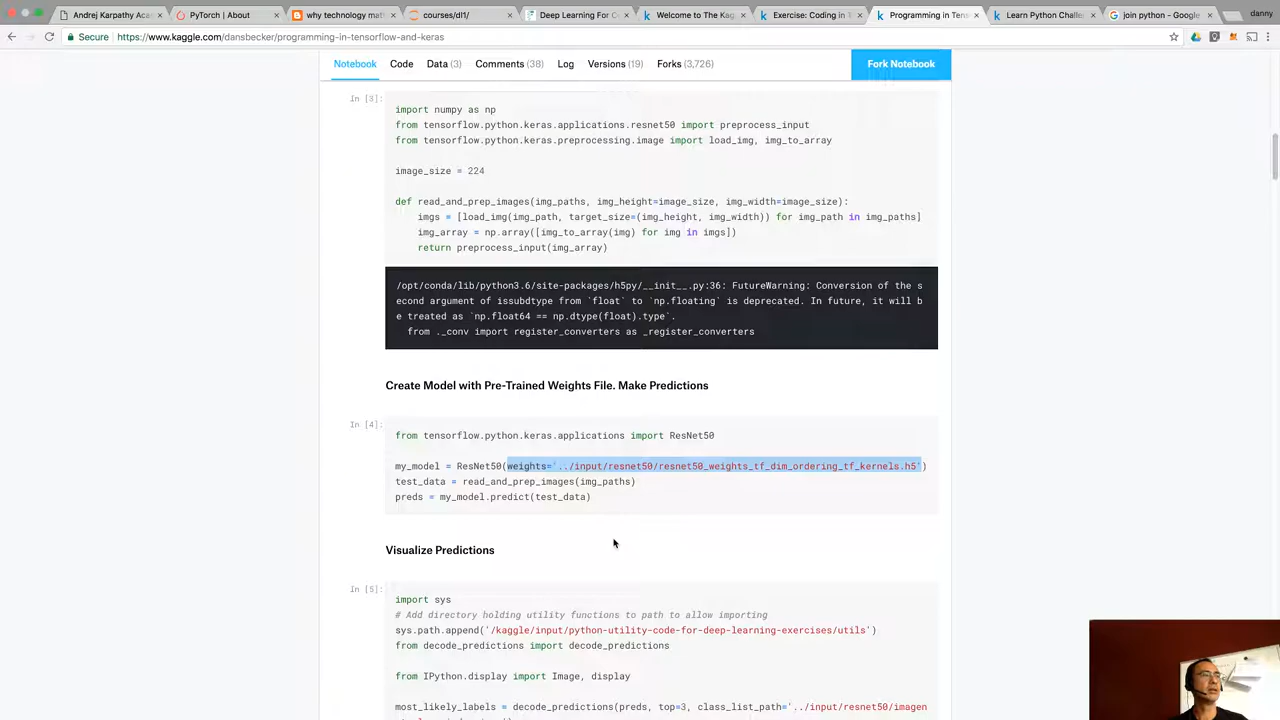 Andrej Karpathy Aca
PyTorch | About
why technology mat
courses/dl1/
Deep Learning For C
Welcome to The Kag
Exercise: Coding in T
Programming in Tens
Learn Python Challe
join python - Google
danny
Secure
https://www.kaggle.com/dansbecker/programming-in-tensorflow-and-keras
Notebook Code Data (3) Comments (38) Log Versions (19) Forks (3,726) Fork Notebook
In [3]:
import numpy as np
from tensorflow.python.keras.applications.resnet50 import preprocess_input
from tensorflow.python.keras.preprocessing.image import load_img, img_to_array
image_size = 224
def read_and_prep_images(img_paths, img_height=image_size, img_width=image_size):
imgs = [load_img(img_path, target_size=(img_height, img_width)) for img_path in img_paths]
img_array = np.array([img_to_array(img) for img in imgs])
return preprocess_input(img_array)
/opt/conda/lib/python3.6/site-packages/h5py/__init__.py:36: FutureWarning: Conversion of the s
econd argument of issubdtype from `float` to `np.floating` is deprecated. In future, it will b
e treated as `np.float64 == np.dtype(float).type`.
from ._conv import register_converters as _register_converters
Create Model with Pre-Trained Weights File. Make Predictions
In [4]:
from tensorflow.python.keras.applications import ResNet50
my_model = ResNet50(weights='../input/resnet50/resnet50_weights_tf_dim_ordering_tf_kernels.h5')
test_data = read_and_prep_images(img_paths)
preds = my_model.predict(test_data)
Visualize Predictions
In [5]:
import sys
# Add directory holding utility functions to path to allow importing
sys.path.append('/kaggle/input/python-utility-code-for-deep-learning-exercises/utils')
from decode_predictions import decode_predictions
from IPython.display import Image, display
most_likely_labels = decode_predictions(preds, top=3, class_list_path='../input/resnet50/imagen